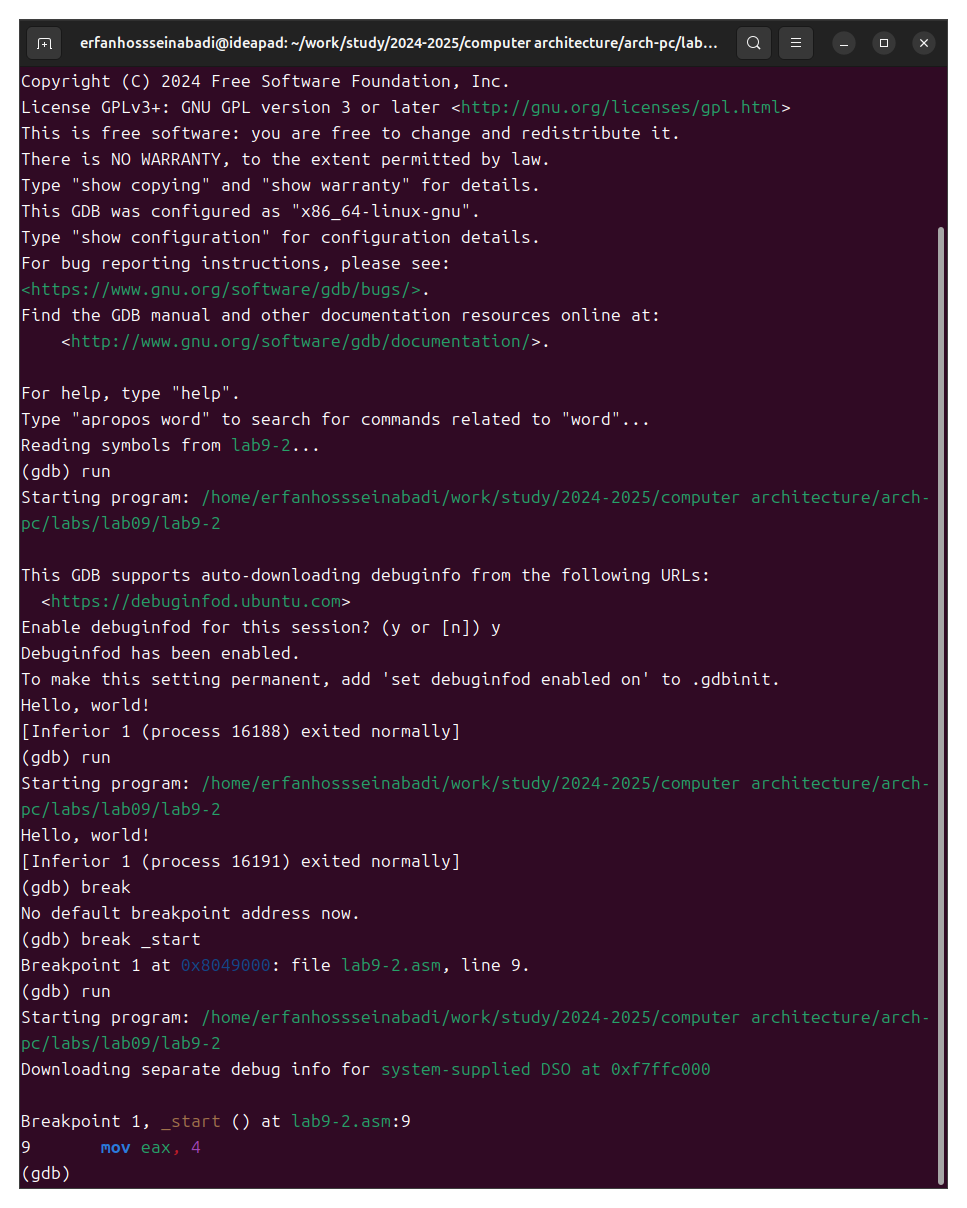 erfanhossseinabadi@ideapad: ~/work/study/2024-2025/computer architecture/arch-pc/lab…
Copyright (C) 2024 Free Software Foundation, Inc.
License GPLv3+: GNU GPL version 3 or later <http://gnu.org/licenses/gpl.html>
This is free software: you are free to change and redistribute it.
There is NO WARRANTY, to the extent permitted by law.
Type "show copying" and "show warranty" for details.
This GDB was configured as "x86_64-linux-gnu".
Type "show configuration" for configuration details.
For bug reporting instructions, please see:
<https://www.gnu.org/software/gdb/bugs/>.
Find the GDB manual and other documentation resources online at:
    <http://www.gnu.org/software/gdb/documentation/>.

For help, type "help".
Type "apropos word" to search for commands related to "word"...
Reading symbols from lab9-2...
(gdb) run
Starting program: /home/erfanhossseinabadi/work/study/2024-2025/computer architecture/arch-
pc/labs/lab09/lab9-2

This GDB supports auto-downloading debuginfo from the following URLs:
  <https://debuginfod.ubuntu.com>
Enable debuginfod for this session? (y or [n]) y
Debuginfod has been enabled.
To make this setting permanent, add 'set debuginfod enabled on' to .gdbinit.
Hello, world!
[Inferior 1 (process 16188) exited normally]
(gdb) run
Starting program: /home/erfanhossseinabadi/work/study/2024-2025/computer architecture/arch-
pc/labs/lab09/lab9-2
Hello, world!
[Inferior 1 (process 16191) exited normally]
(gdb) break
No default breakpoint address now.
(gdb) break _start
Breakpoint 1 at 0x8049000: file lab9-2.asm, line 9.
(gdb) run
Starting program: /home/erfanhossseinabadi/work/study/2024-2025/computer architecture/arch-
pc/labs/lab09/lab9-2
Downloading separate debug info for system-supplied DSO at 0xf7ffc000

Breakpoint 1, _start () at lab9-2.asm:9
9       mov eax, 4
(gdb)